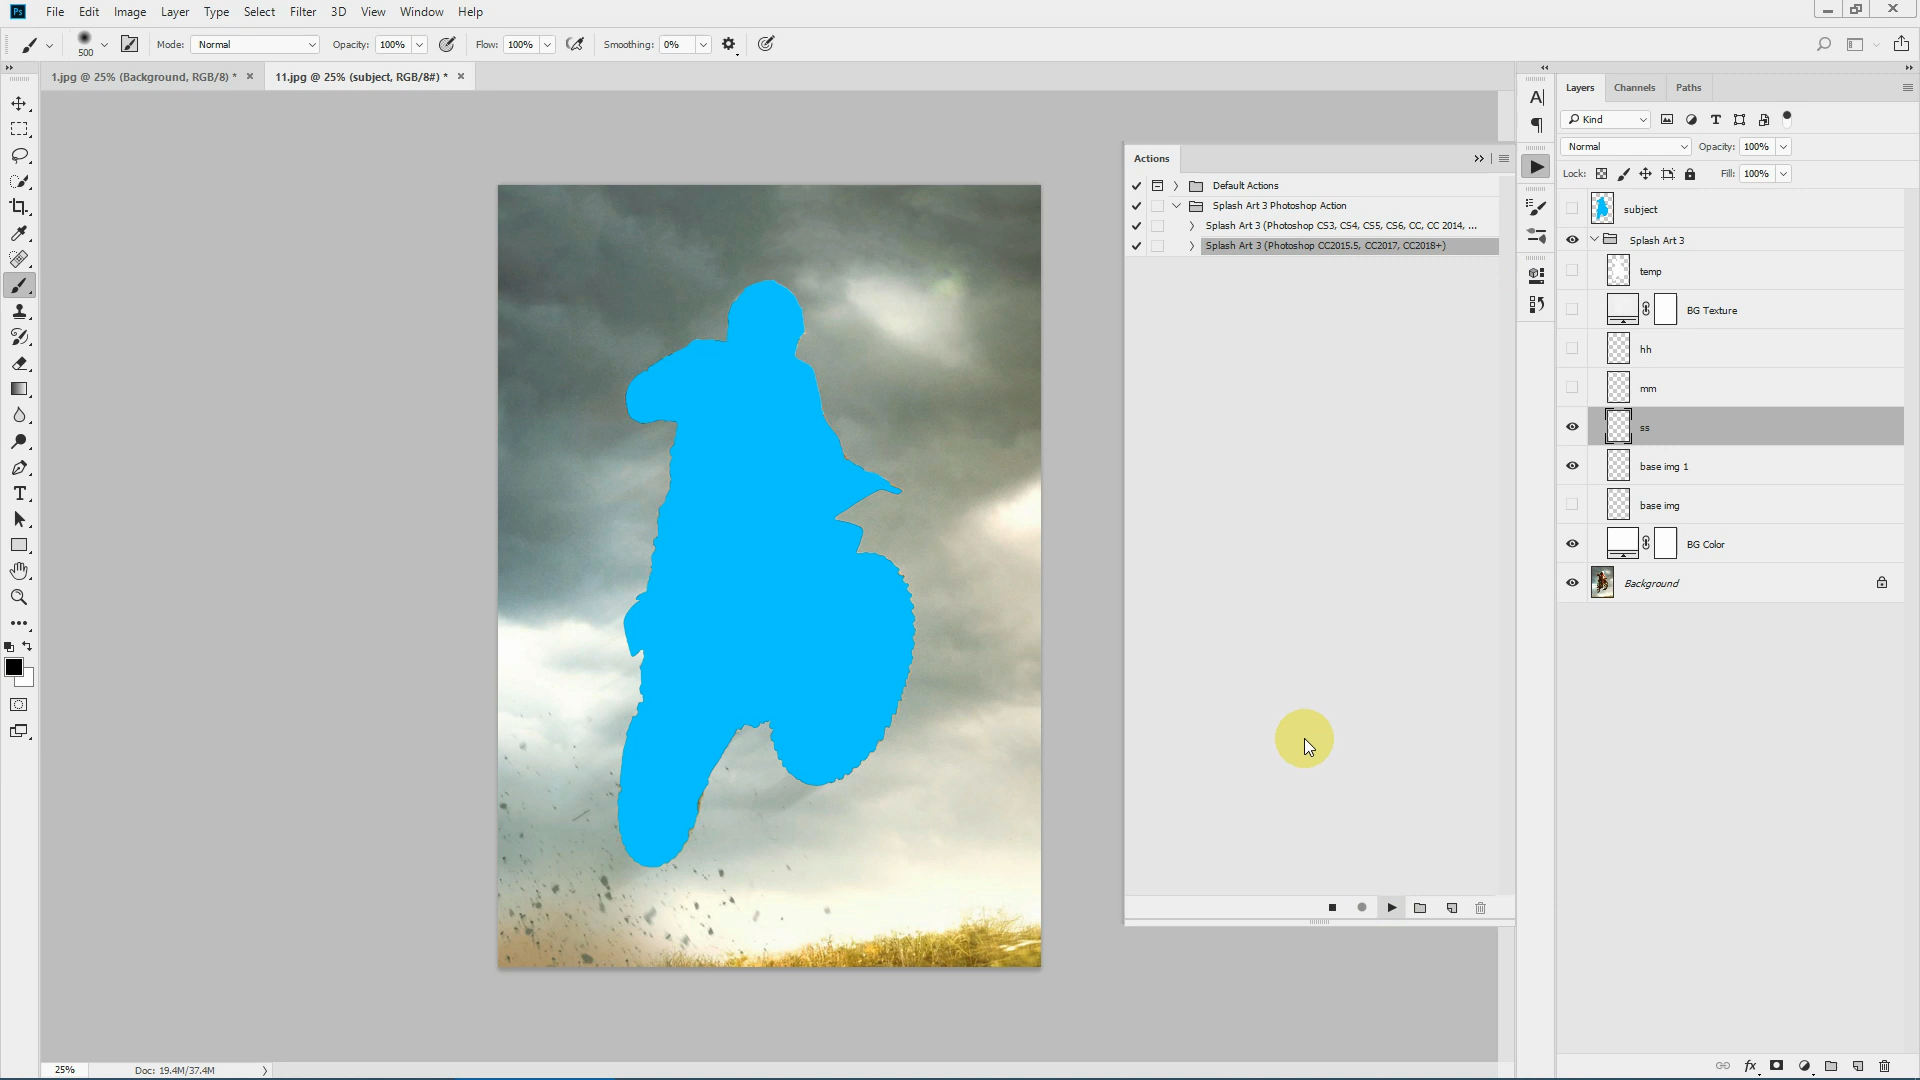 Ps File Edit Image Layer Type Select Filter 3D View Window Help
500 Mode: Normal Opacity: 100% Flow: 100% Smoothing: 0%
1.jpg @ 25% (Background, RGB/8) * × 11.jpg @ 25% (subject, RGB/8#) * ×
Layers Channels Paths
Kind
Normal Opacity: 100%
Lock: Fill: 100%
Actions
Default Actions
Splash Art 3 Photoshop Action
Splash Art 3 (Photoshop CS3, CS4, CS5, CS6, CC, CC 2014, ...
Splash Art 3 (Photoshop CC2015.5, CC2017, CC2018+)
subject
Splash Art 3
temp
BG Texture
hh
mm
ss
base img 1
base img
BG Color
Background
25% Doc: 19.4M/37.4M